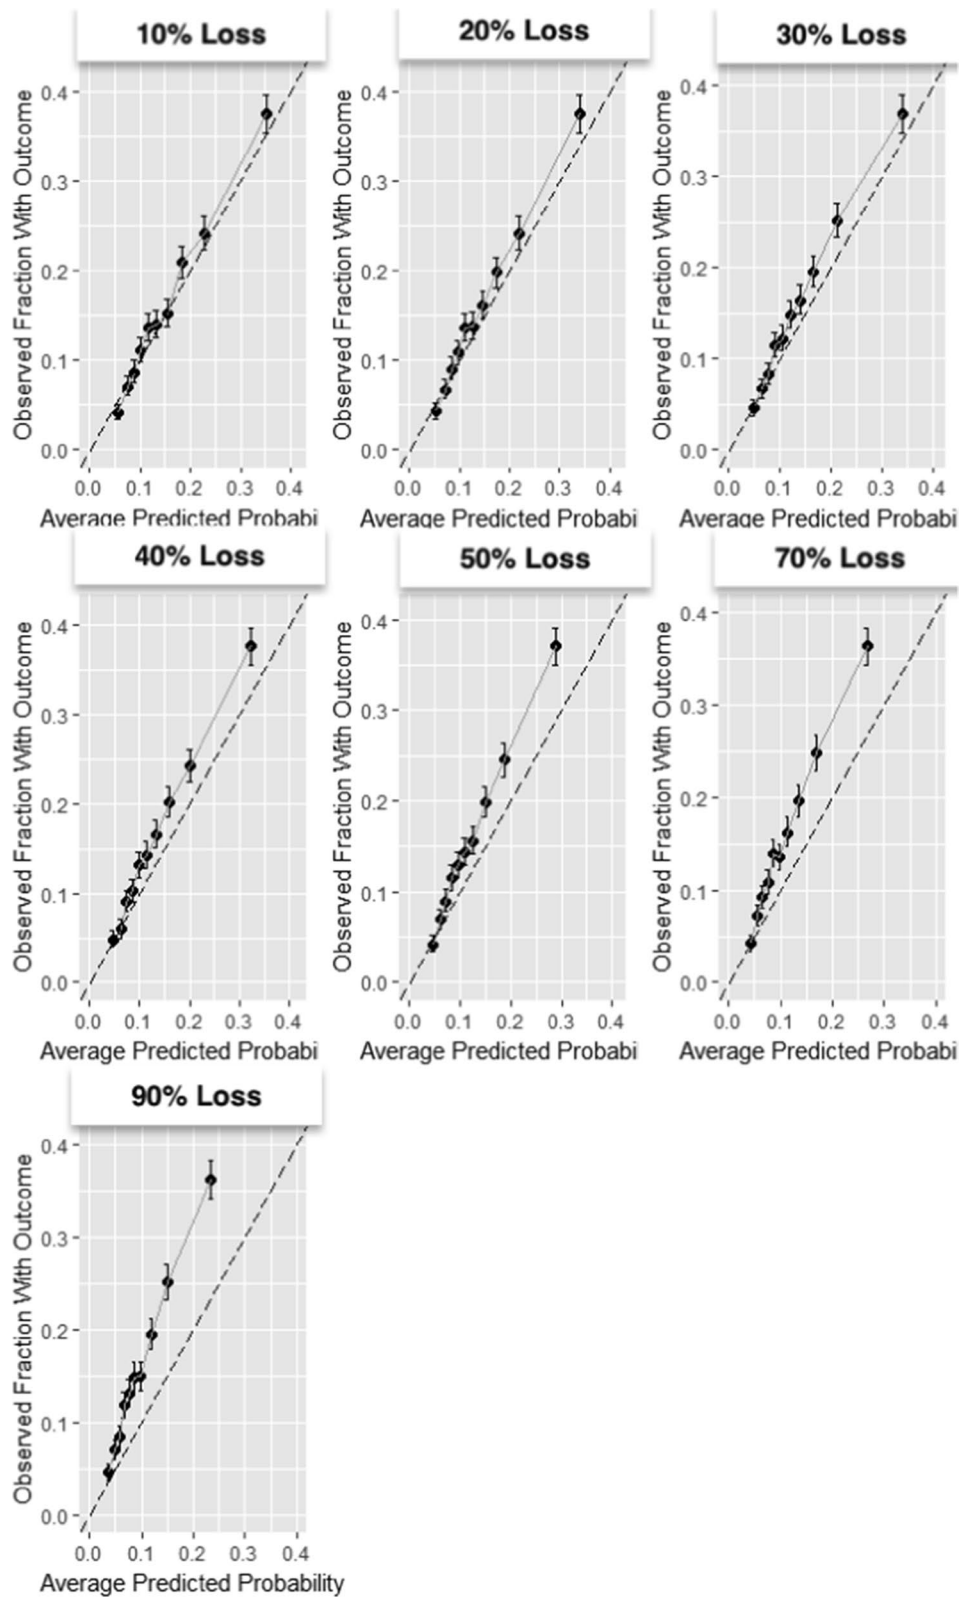 10% Loss
20% Loss
30% Loss
Observed Fraction With Outcome
0.4
0.3
0.2
0.1
0.0
0.0 0.1 0.2 0.3 0.4
Average Predicted Probabi
Observed Fraction With Outcome
0.4
0.3
0.2
0.1
0.0
0.0 0.1 0.2 0.3 0.4
Average Predicted Probabi
Observed Fraction With Outcome
0.4
0.3
0.2
0.1
0.0
0.0 0.1 0.2 0.3 0.4
Average Predicted Probabi
40% Loss
50% Loss
70% Loss
Observed Fraction With Outcome
0.4
0.3
0.2
0.1
0.0
0.0 0.1 0.2 0.3 0.4
Average Predicted Probabi
Observed Fraction With Outcome
0.4
0.3
0.2
0.1
0.0
0.0 0.1 0.2 0.3 0.4
Average Predicted Probabi
Observed Fraction With Outcome
0.4
0.3
0.2
0.1
0.0
0.0 0.1 0.2 0.3 0.4
Average Predicted Probabi
90% Loss
Observed Fraction With Outcome
0.4
0.3
0.2
0.1
0.0
0.0 0.1 0.2 0.3 0.4
Average Predicted Probability